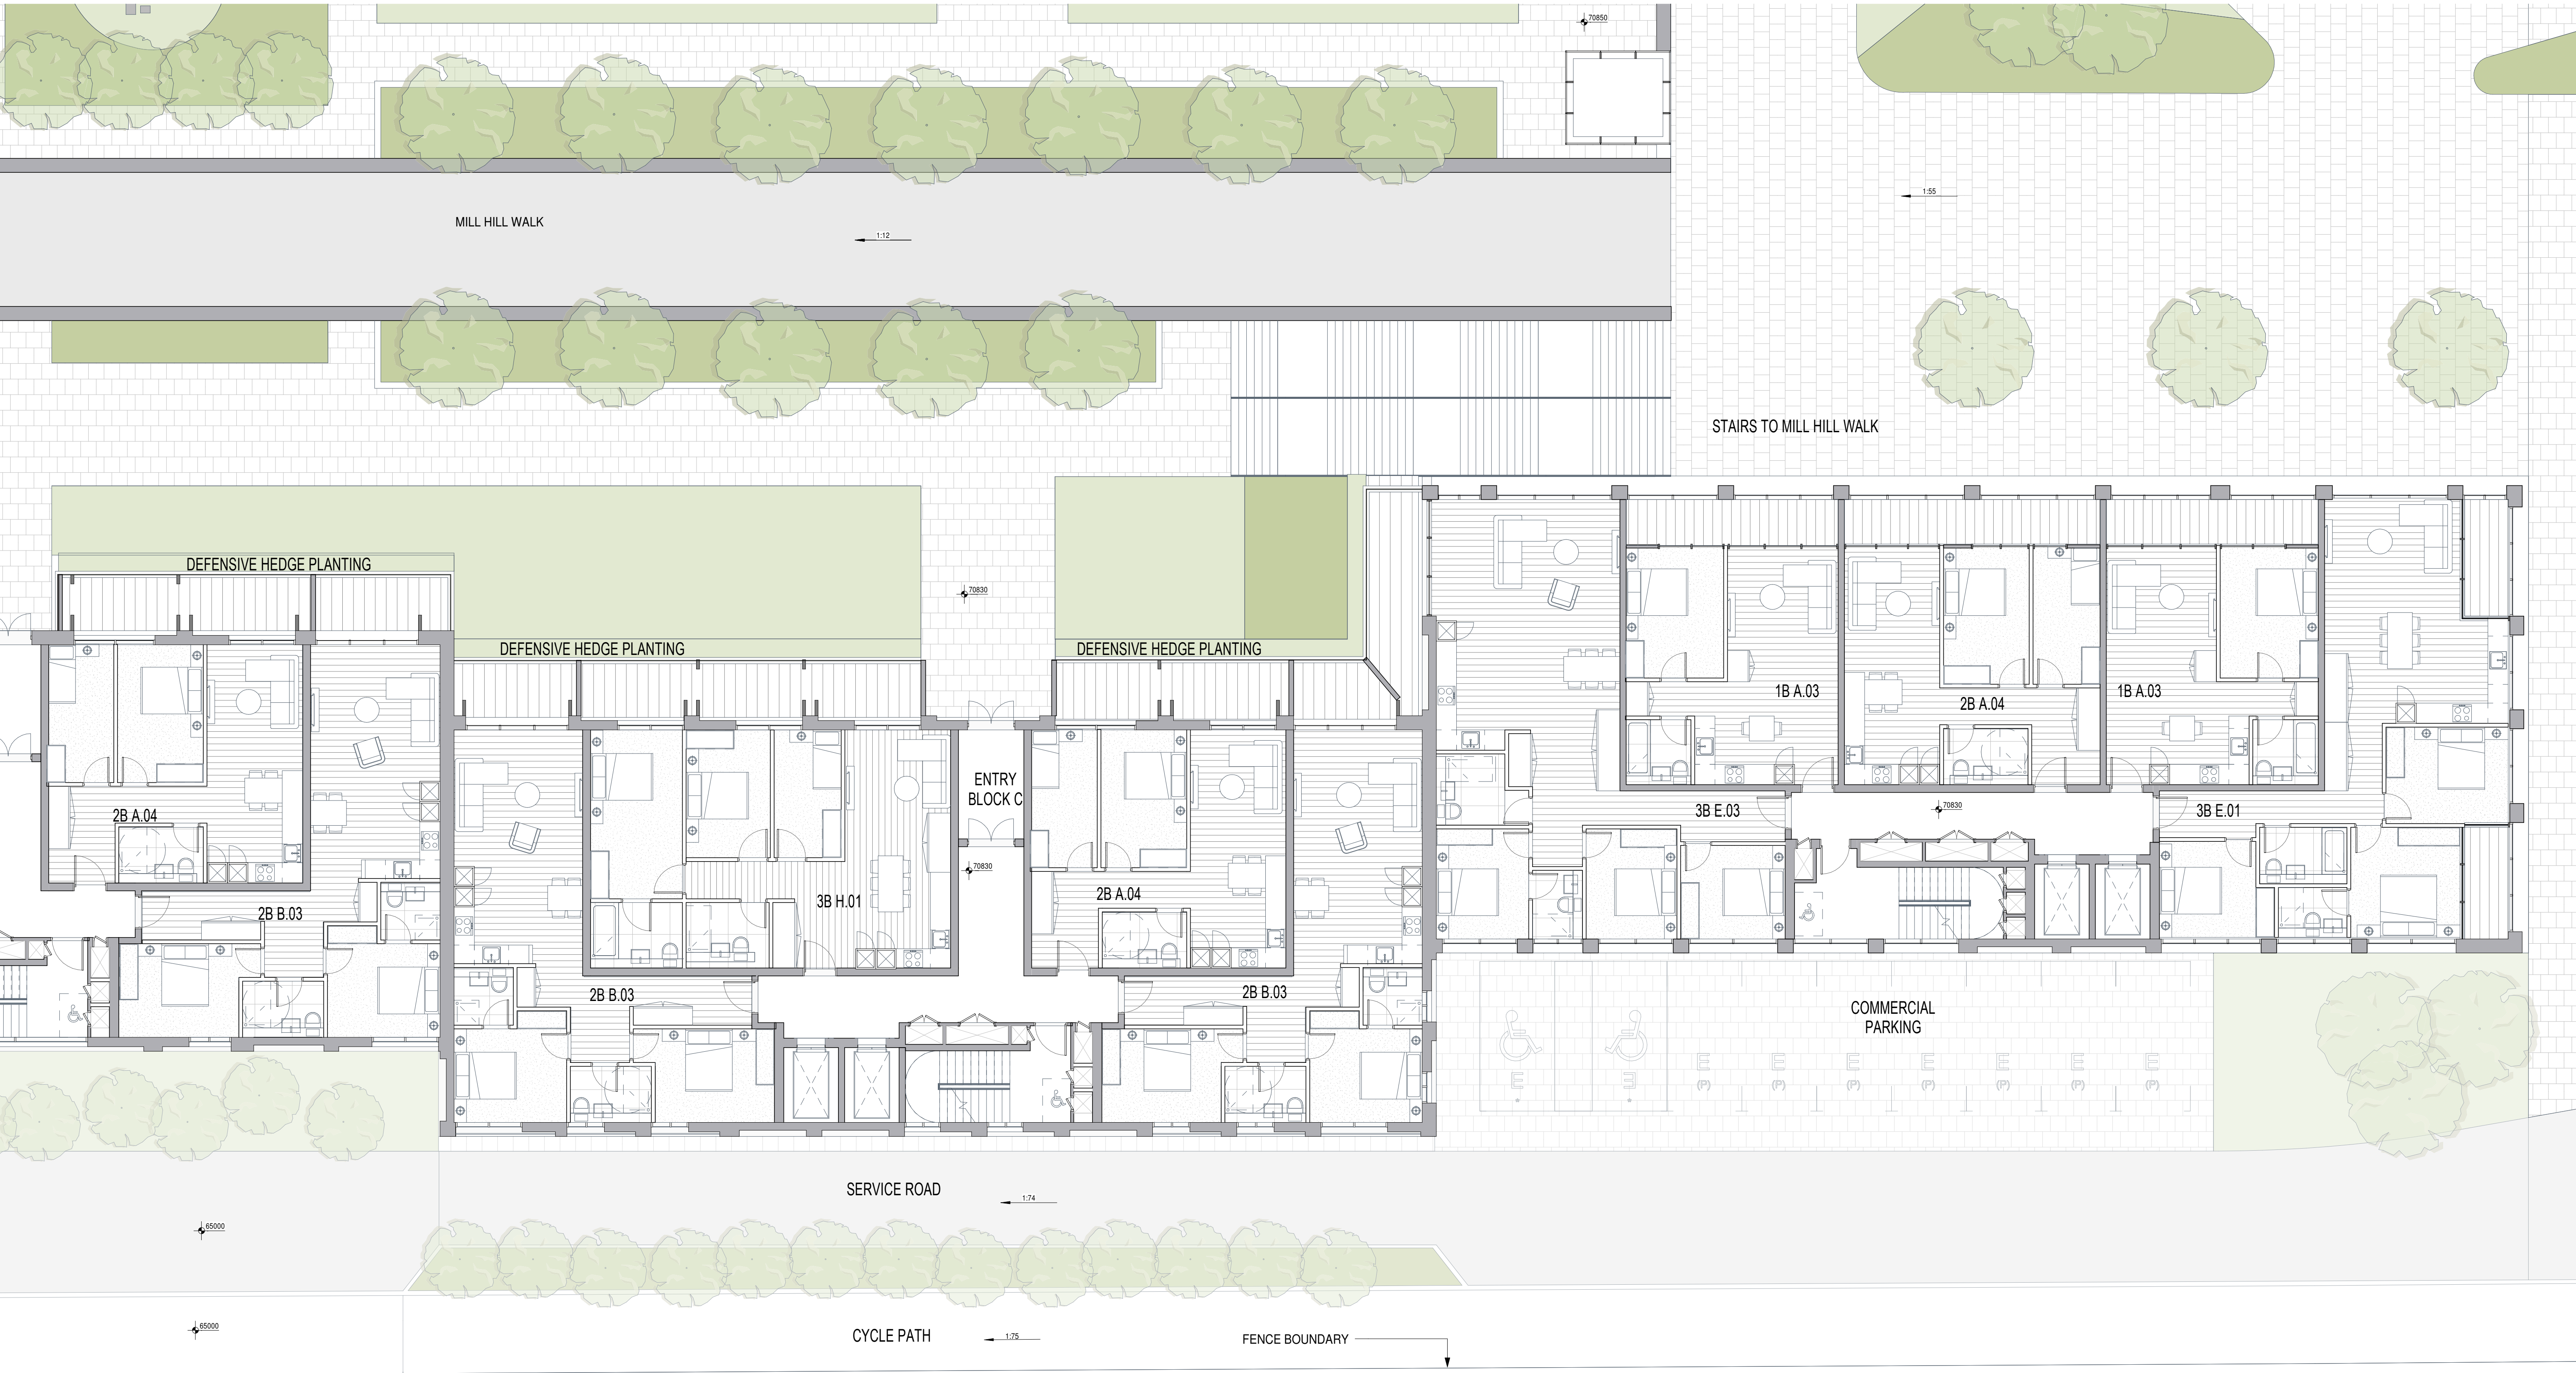 70850
1:55
MILL HILL WALK
1:12
STAIRS TO MILL HILL WALK
DEFENSIVE HEDGE PLANTING
70830
DEFENSIVE HEDGE PLANTING
DEFENSIVE HEDGE PLANTING
1B A.03
2B A.04
1B A.03
ENTRY
BLOCK C
2B A.04
3B E.03
70830
3B E.01
70830
2B A.04
3B H.01
2B B.03
2B B.03
2B B.03
COMMERCIAL
PARKING
E E E E E E E
(P) (P) (P) (P) (P) (P) (P)
E E
SERVICE ROAD
1:74
65000
65000
CYCLE PATH
1:75
FENCE BOUNDARY